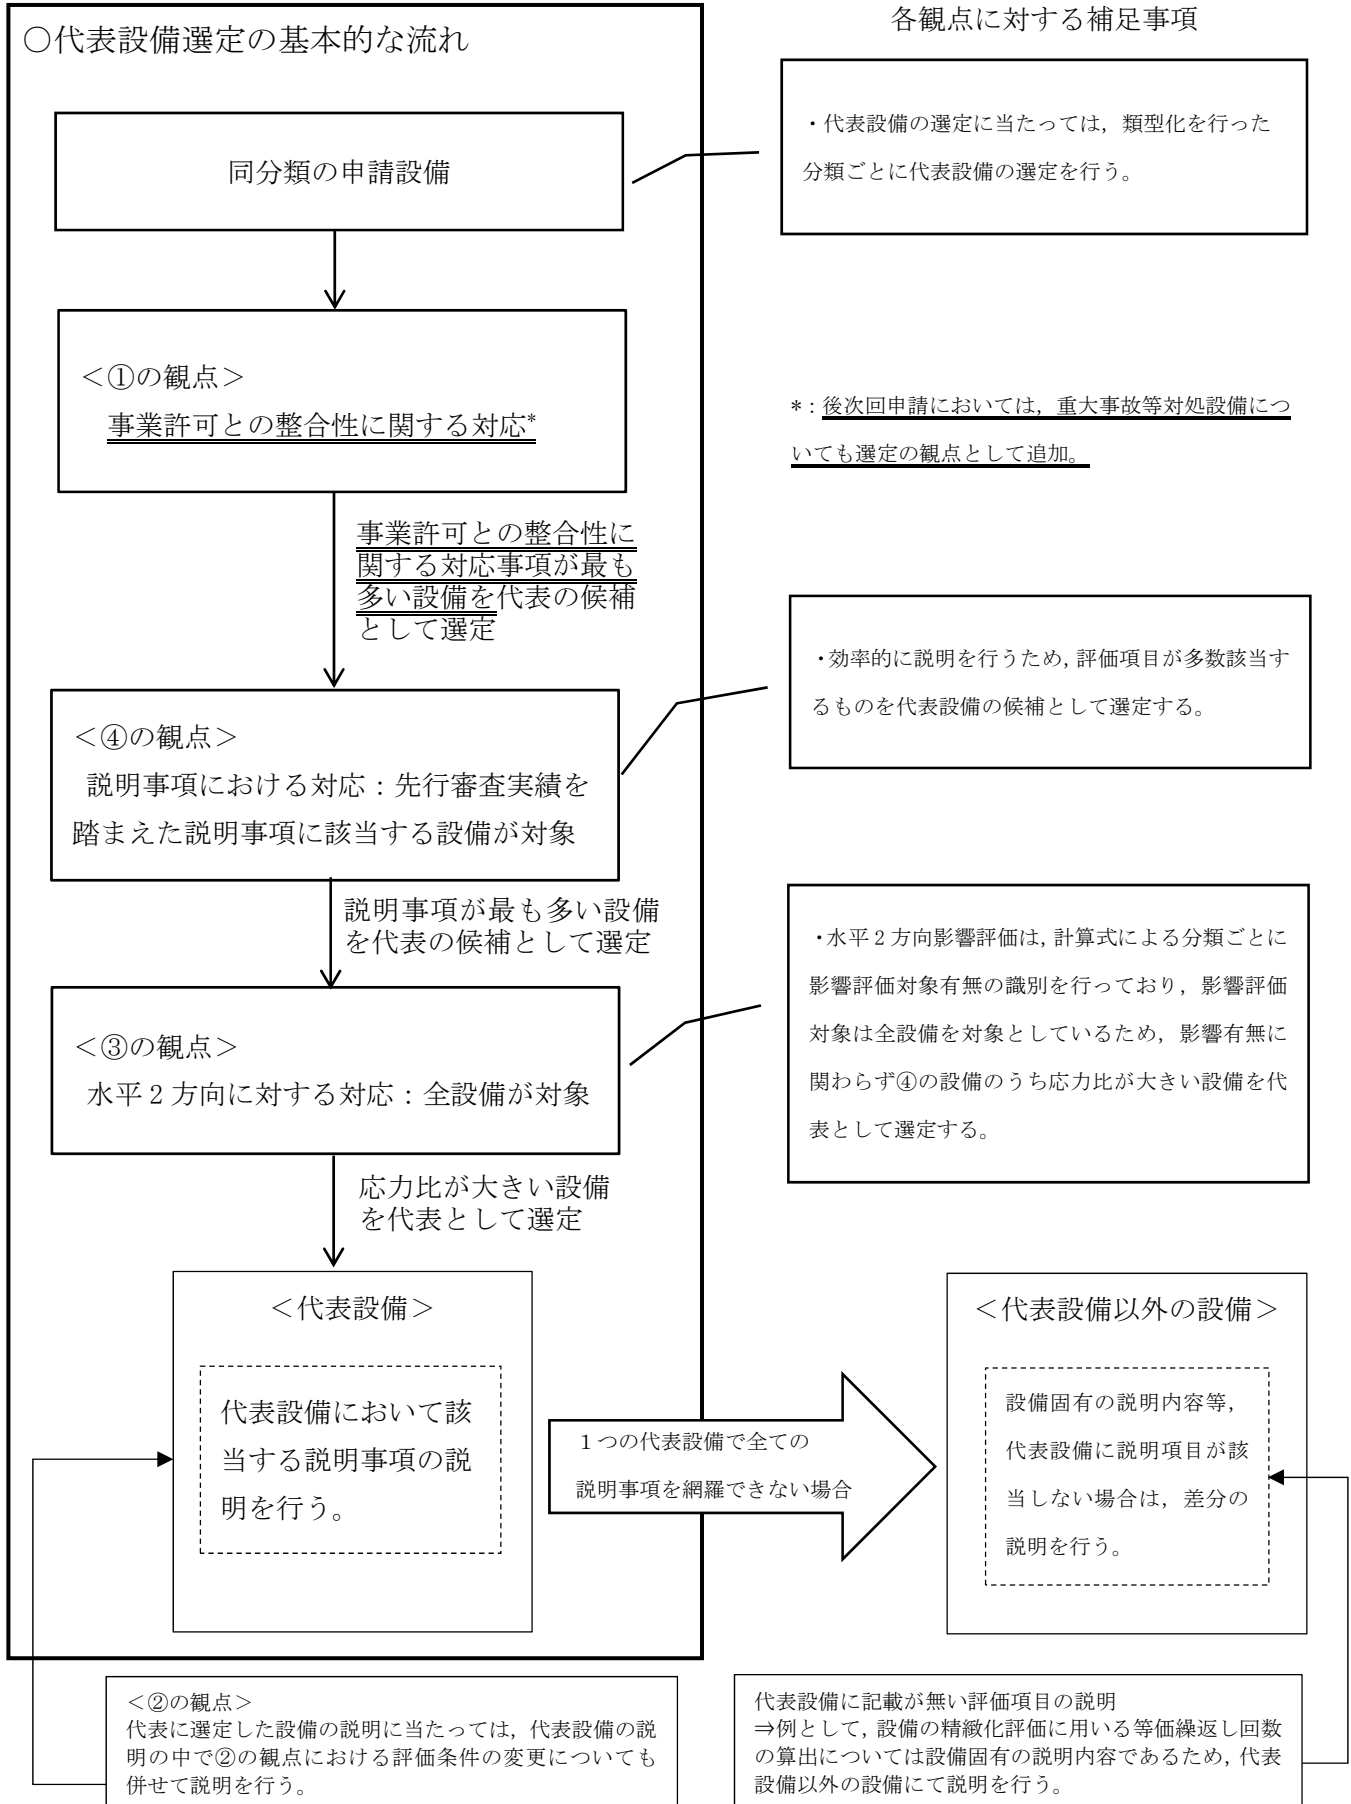 ○代表設備選定の基本的な流れ
各観点に対する補足事項
同分類の申請設備
・代表設備の選定に当たっては，類型化を行った
分類ごとに代表設備の選定を行う。
＜①の観点＞
事業許可との整合性に関する対応*
*：後次回申請においては，重大事故等対処設備につ
いても選定の観点として追加。
事業許可との整合性に
関する対応事項が最も
多い設備を代表の候補
として選定
＜④の観点＞
説明事項における対応：先行審査実績を
踏まえた説明事項に該当する設備が対象
・効率的に説明を行うため，評価項目が多数該当す
るものを代表設備の候補として選定する。
説明事項が最も多い設備
を代表の候補として選定
＜③の観点＞
水平２方向に対する対応：全設備が対象
・水平２方向影響評価は，計算式による分類ごとに
影響評価対象有無の識別を行っており，影響評価
対象は全設備を対象としているため，影響有無に
関わらず④の設備のうち応力比が大きい設備を代
表として選定する。
応力比が大きい設備
を代表として選定
＜代表設備＞
代表設備において該
当する説明事項の説
明を行う。
１つの代表設備で全ての
説明事項を網羅できない場合
＜代表設備以外の設備＞
設備固有の説明内容等，
代表設備に説明項目が該
当しない場合は，差分の
説明を行う。
＜②の観点＞
代表に選定した設備の説明に当たっては，代表設備の説
明の中で②の観点における評価条件の変更についても
併せて説明を行う。
代表設備に記載が無い評価項目の説明
⇒例として，設備の精緻化評価に用いる等価繰返し回数
の算出については設備固有の説明内容であるため，代表
設備以外の設備にて説明を行う。